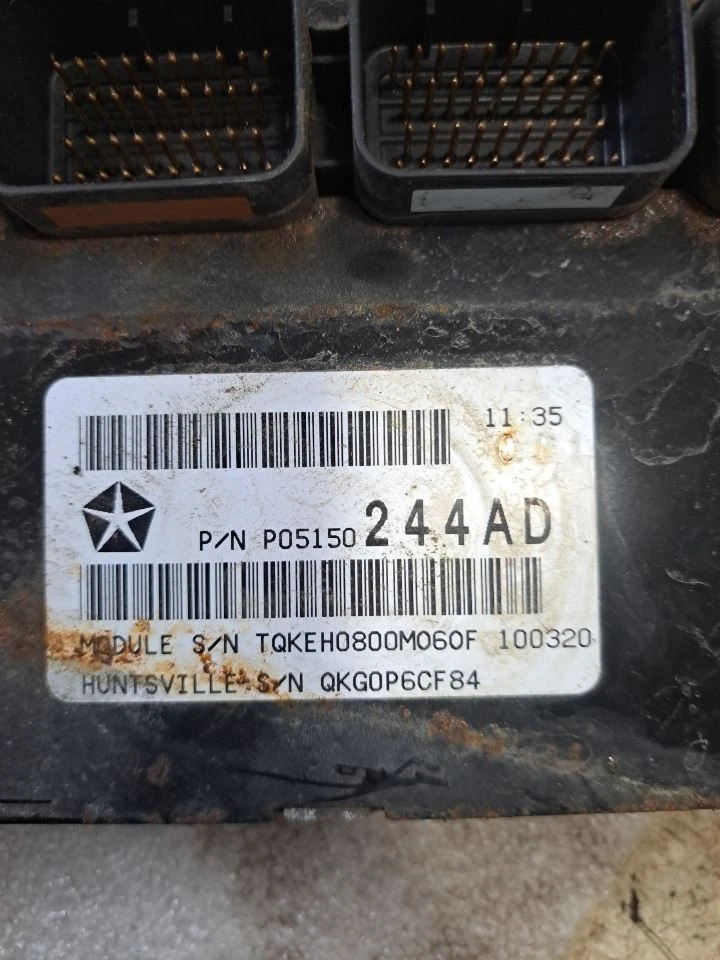 11:35
P/N P05150244AD
MODULE S/N TQKEH0800M060F 100320
HUNTSVILLE S/N QKG0P6CF84